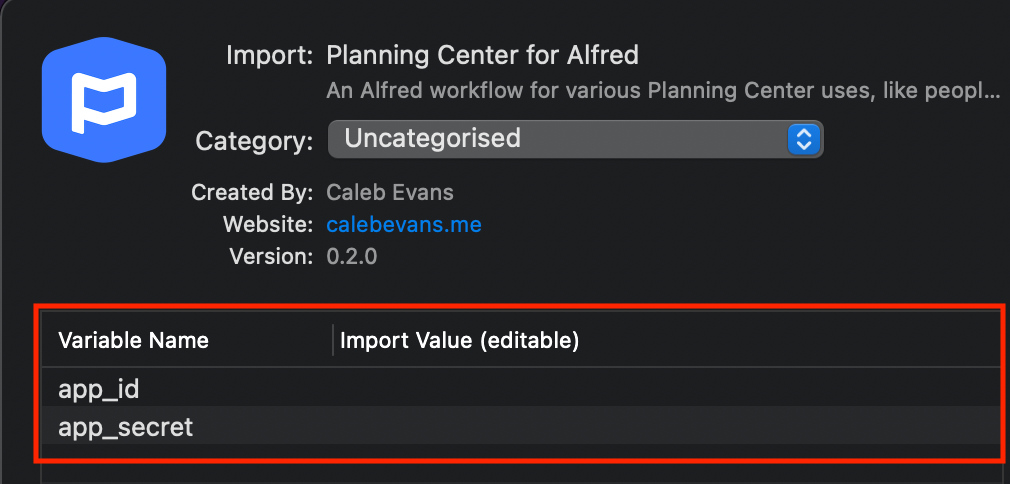 Import: Planning Center for Alfred
An Alfred workflow for various Planning Center uses, like peopl...
Category: Uncategorised
Created By: Caleb Evans
Website: calebevans.me
Version: 0.2.0
Variable Name Import Value (editable)
app_id
app_secret